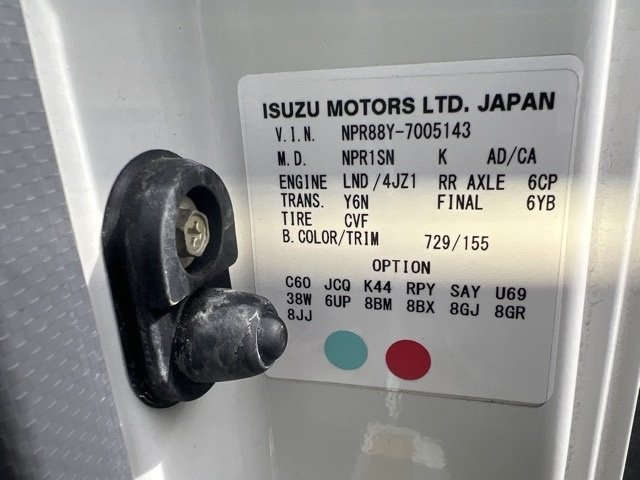 ISUZU MOTORS LTD. JAPAN
V.I.N. NPR88Y-7005143
M.D. NPR1SN K AD/CA
ENGINE LND/4JZ1 RR AXLE 6CP
TRANS. Y6N FINAL 6YB
TIRE CVF
B.COLOR/TRIM 729/155
OPTION
C60 JCQ K44 RPY SAY U69
38W 6UP 8BM 8BX 8GJ 8GR
8JJ